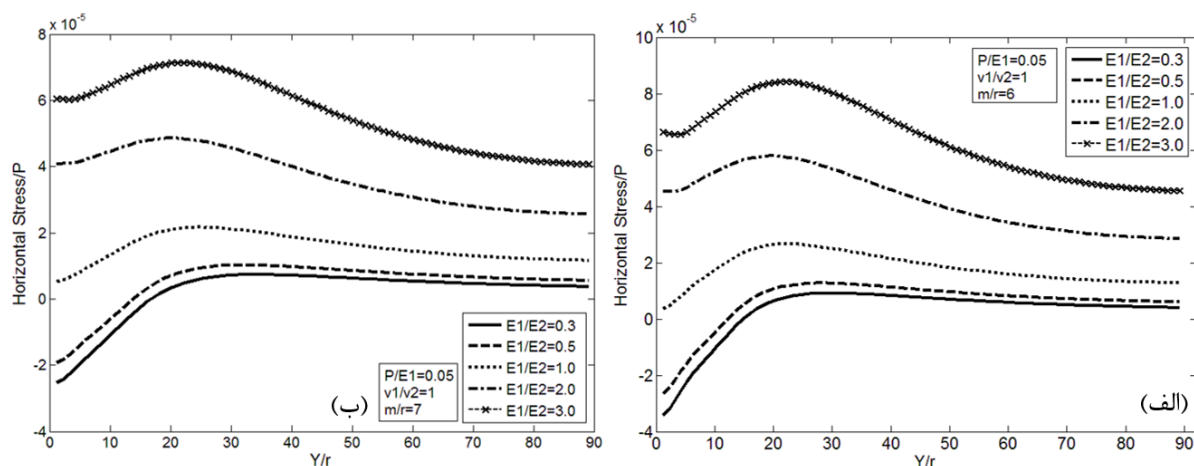 8 x 10^-5
6
4
2
0
-2
-4
0 10 20 30 40 50 60 70 80 90
Horizontal Stress/P
Y/r
P/E1=0.05
v1/v2=1
m/r=7
E1/E2=0.3
E1/E2=0.5
E1/E2=1.0
E1/E2=2.0
E1/E2=3.0
(ب)
10 x 10^-5
8
6
4
2
0
-2
-4
0 10 20 30 40 50 60 70 80 90
Horizontal Stress/P
Y/r
P/E1=0.05
v1/v2=1
m/r=6
E1/E2=0.3
E1/E2=0.5
E1/E2=1.0
E1/E2=2.0
E1/E2=3.0
(الف)